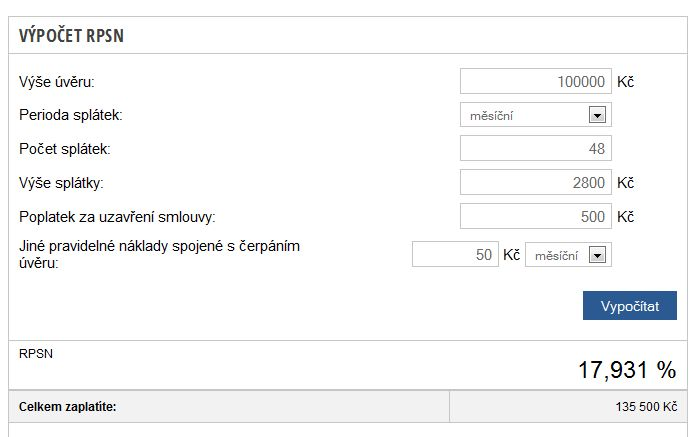 VÝPOČET RPSN
Výše úvěru: 100000 Kč
Perioda splátek: měsíční
Počet splátek: 48
Výše splátky: 2800 Kč
Poplatek za uzavření smlouvy: 500 Kč
Jiné pravidelné náklady spojené s čerpáním
úvěru: 50 Kč měsíční
Vypočítat
RPSN
17,931 %
Celkem zaplatíte: 135 500 Kč